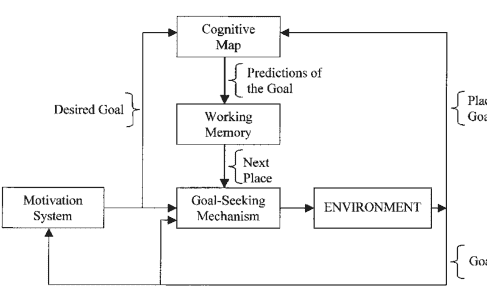 Cognitive
Map
Predictions of
the Goal
Desired Goal
Working
Memory
Next
Place
Motivation
System
Goal-Seeking
Mechanism
ENVIRONMENT